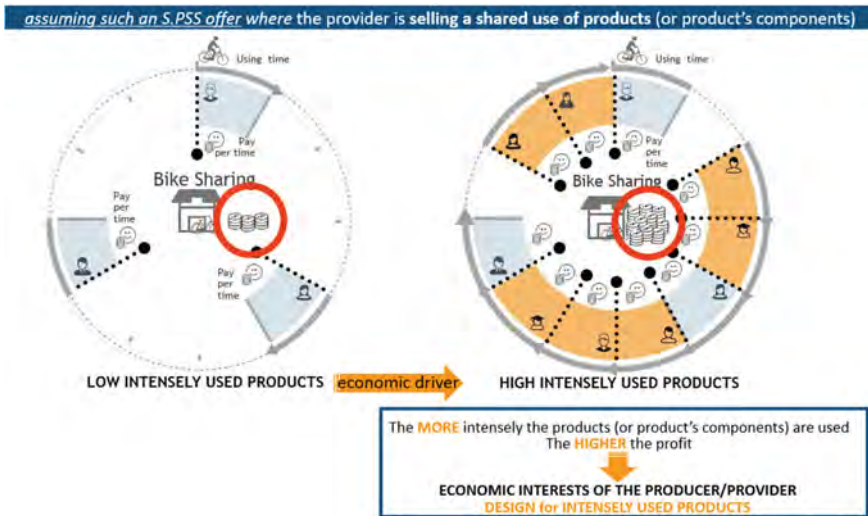 assuming such an S.PSS offer where the provider is selling a shared use of products (or product's components)
Using time
Pay
per time
Bike Sharing
Pay
per
time
Pay
per time
LOW INTENSELY USED PRODUCTS
economic driver
Using time
Pay
per time
Bike Sharing
HIGH INTENSELY USED PRODUCTS
The MORE intensely the products (or product's components) are used
The HIGHER the profit
ECONOMIC INTERESTS OF THE PRODUCER/PROVIDER
DESIGN for INTENSELY USED PRODUCTS